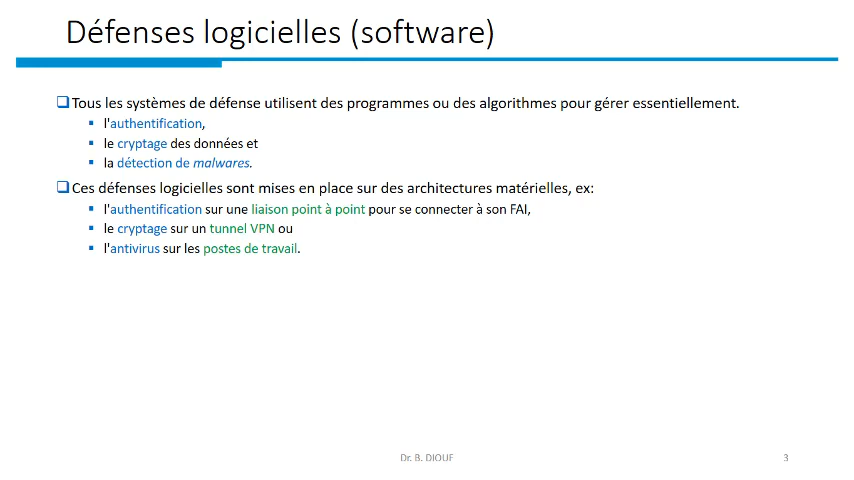 Défenses logicielles (software)
Tous les systèmes de défense utilisent des programmes ou des algorithmes pour gérer essentiellement.
l'authentification,
le cryptage des données et
la détection de malwares.
Ces défenses logicielles sont mises en place sur des architectures matérielles, ex:
l'authentification sur une liaison point à point pour se connecter à son FAI,
le cryptage sur un tunnel VPN ou
l'antivirus sur les postes de travail.
Dr. B. DIOUF
3